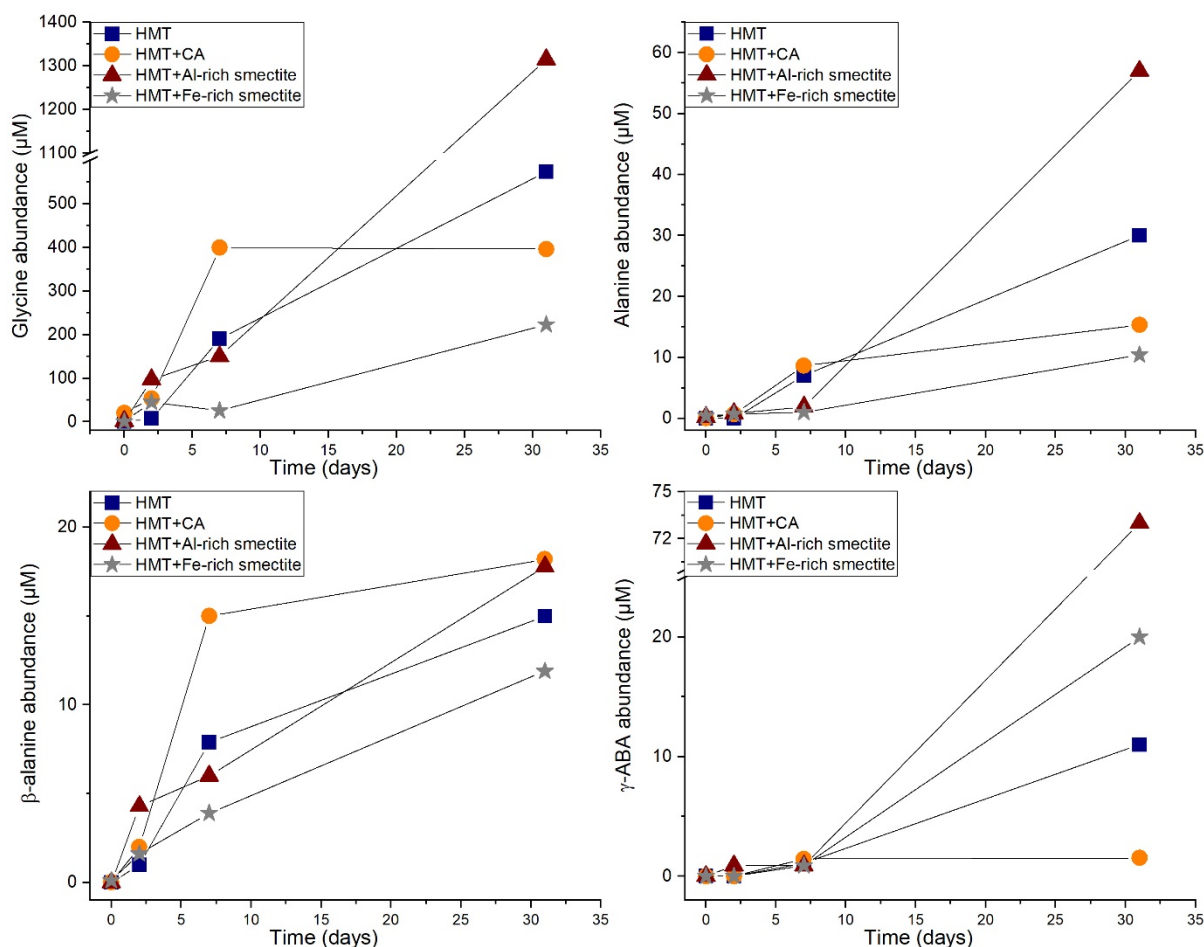 HMT
HMT+CA
HMT+Al-rich smectite
HMT+Fe-rich smectite
Glycine abundance (µM)
1400
1300
1200
1100
500
400
300
200
100
0
0 5 10 15 20 25 30 35
Time (days)
HMT
HMT+CA
HMT+Al-rich smectite
HMT+Fe-rich smectite
Alanine abundance (µM)
60
50
40
30
20
10
0
0 5 10 15 20 25 30 35
Time (days)
HMT
HMT+CA
HMT+Al-rich smectite
HMT+Fe-rich smectite
β-alanine abundance (µM)
20
10
0
0 5 10 15 20 25 30 35
Time (days)
HMT
HMT+CA
HMT+Al-rich smectite
HMT+Fe-rich smectite
γ-ABA abundance (µM)
75
72
20
10
0
0 5 10 15 20 25 30 35
Time (days)